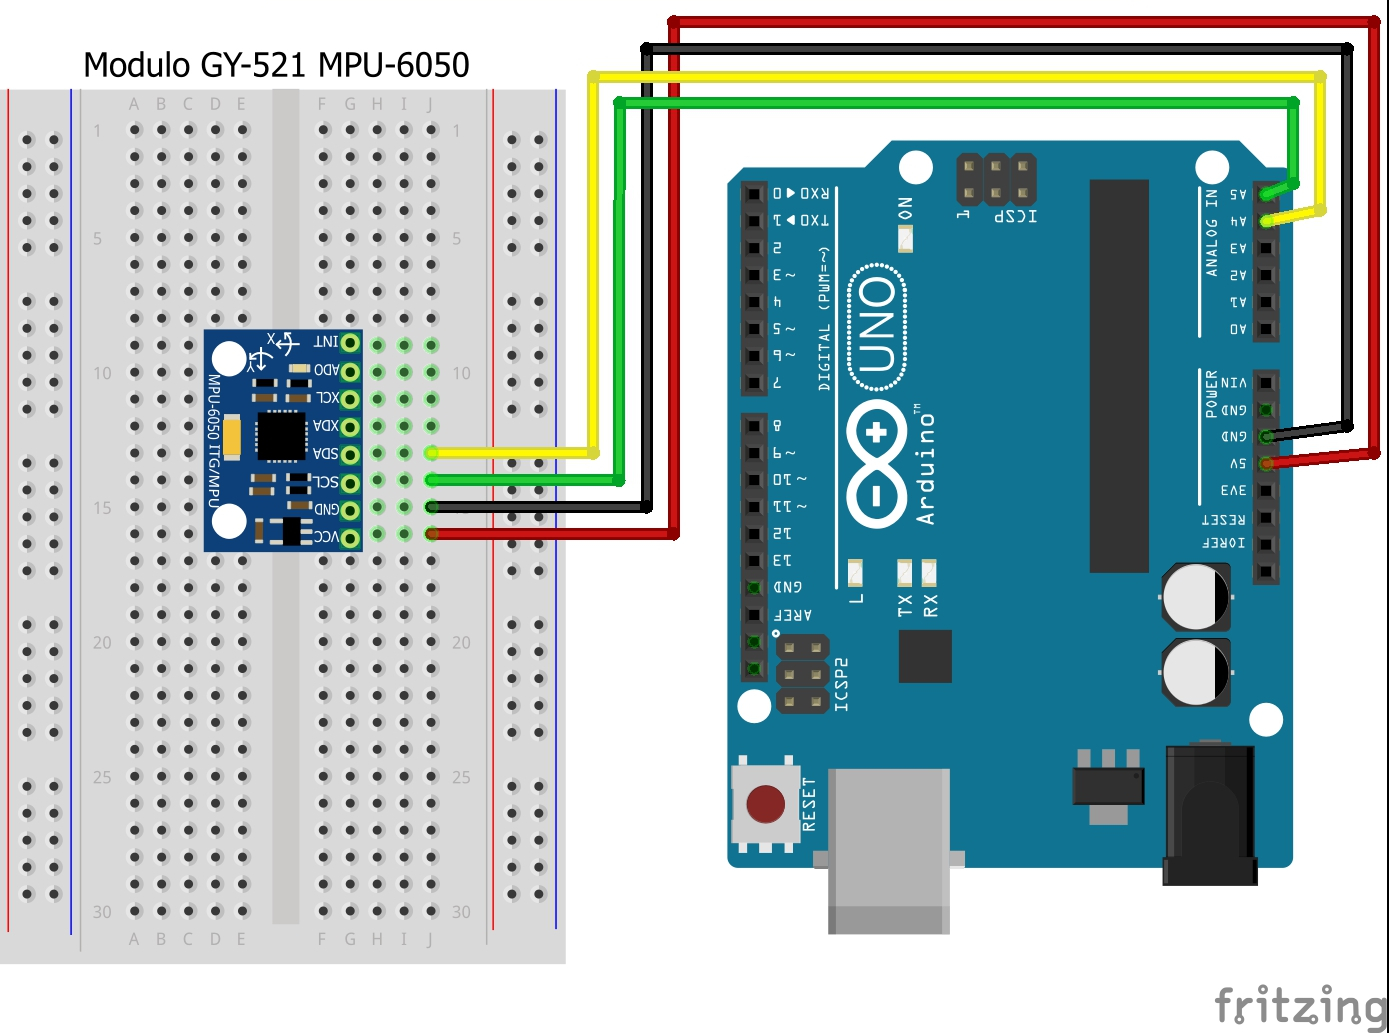 Modulo GY-521 MPU-6050
A B C D E F G H I J
1 1
5 5
10 10
15 15
20 20
25 25
30 30
A B C D E F G H I J
X
Y
INT
ADO
XCL
XDA
SDA
SCL
GND
VCC
MPU-6050 ITG/MPU
RX0 ◄ 0
TX0 ► 1
2
~ 3
4
~ 5
~ 6
7
8
~ 9
~ 10
~ 11
12
13
GND
AREF
DIGITAL (PWM=~)
ON
1 ICSP
UNO
Arduino™
L
TX
RX
ICSP2
RESET
A5
A4
A3
A2
A1
A0
ANALOG IN
VIN
GND
GND
5V
3V3
RESET
IOREF
POWER
fritzing